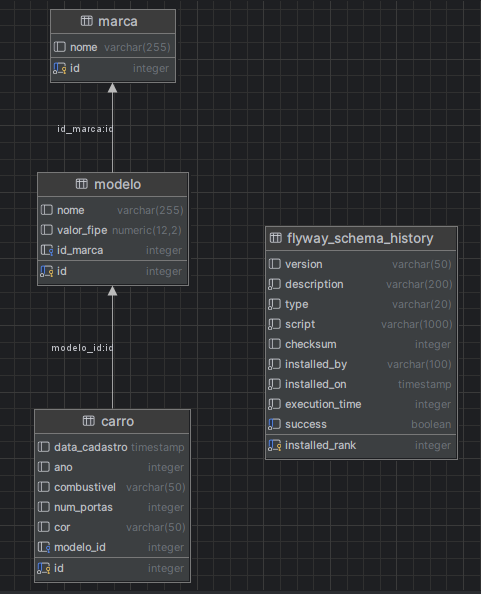 marca
nome varchar(255)
id integer
id_marca:id
modelo
nome varchar(255)
valor_fipe numeric(12,2)
id_marca integer
id integer
modelo_id:id
carro
data_cadastro timestamp
ano integer
combustivel varchar(50)
num_portas integer
cor varchar(50)
modelo_id integer
id integer
flyway_schema_history
version varchar(50)
description varchar(200)
type varchar(20)
script varchar(1000)
checksum integer
installed_by varchar(100)
installed_on timestamp
execution_time integer
success boolean
installed_rank integer